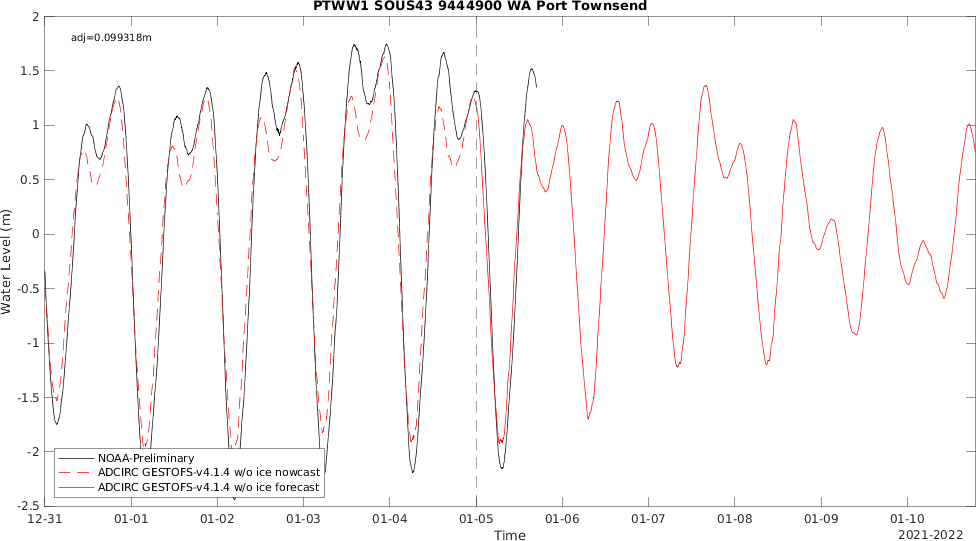 PTWW1 SOUS43 9444900 WA Port Townsend
adj=0.099318m
2
1.5
1
0.5
0
-0.5
-1
-1.5
-2
-2.5
Water Level (m)
NOAA-Preliminary
ADCIRC GESTOFS-v4.1.4 w/o ice nowcast
ADCIRC GESTOFS-v4.1.4 w/o ice forecast
12-31 01-01 01-02 01-03 01-04 01-05 01-06 01-07 01-08 01-09 01-10
Time
2021-2022